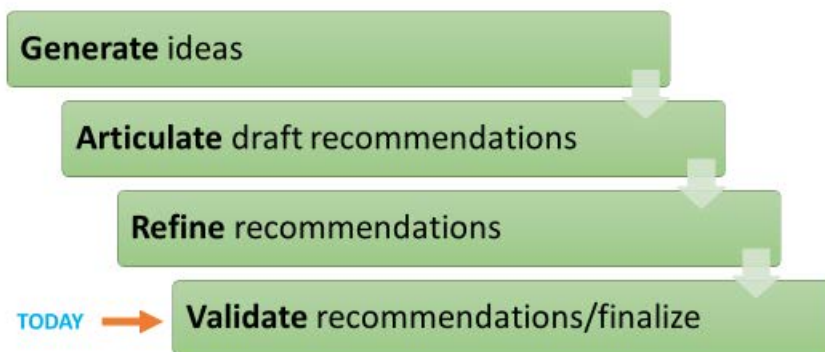 Generate ideas
Articulate draft recommendations
Refine recommendations
TODAY
Validate recommendations/finalize